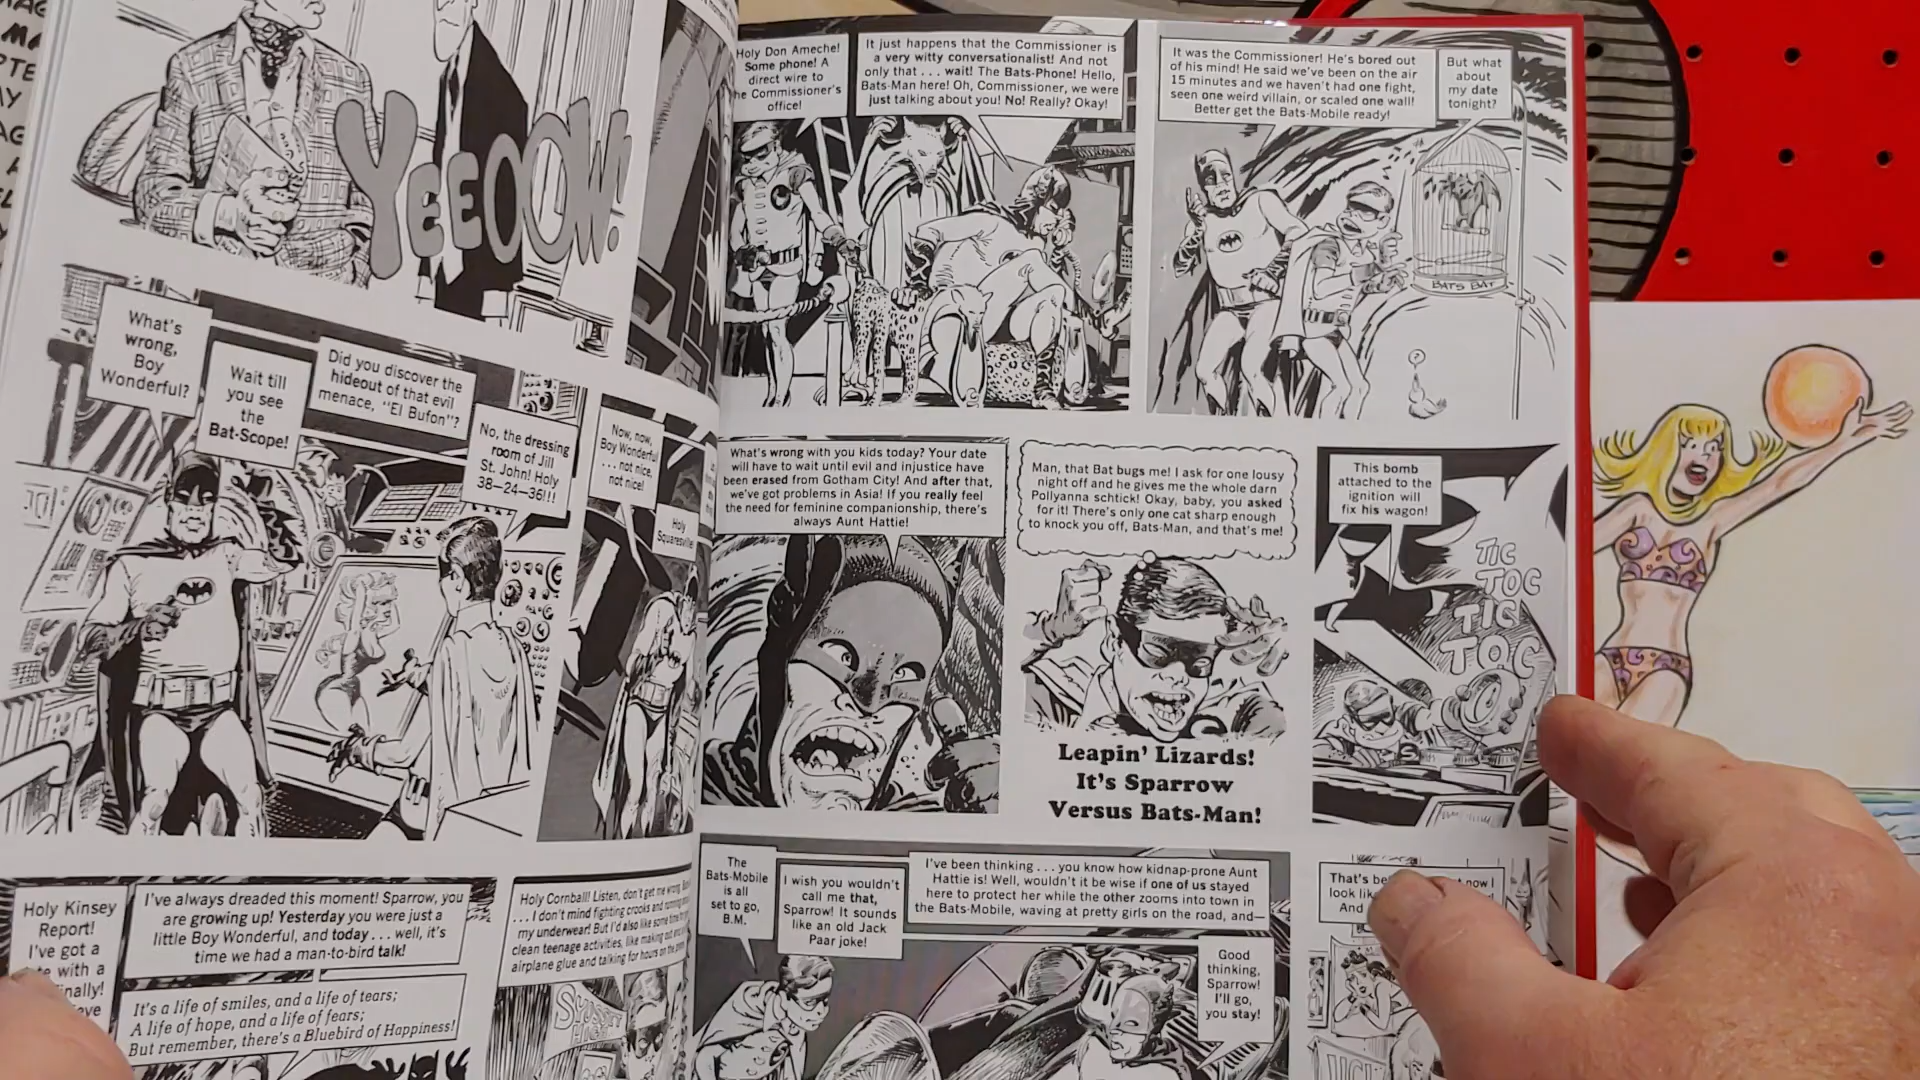 YEEOOW!
What's
wrong,
Boy
Wonderful?
Wait till
you see
the
Bat-Scope!
Did you discover the
hideout of that evil
menace, "El Bufon"?
No, the dressing
room of Jill
St. John! Holy
38—24—36!!!
Now, now,
Boy Wonderful
... not nice,
not nice!
Holy
Squaresville!
Holy Kinsey
Report!
I've got a
with a
I've always dreaded this moment! Sparrow, you
are growing up! Yesterday you were just a
little Boy Wonderful, and today ... well, it's
time we had a man-to-bird talk!
It's a life of smiles, and a life of tears;
A life of hope, and a life of fears;
But remember, there's a Bluebird of Happiness!
Holy Cornball! Listen, don't get me wrong,
... I don't mind fighting crooks and running
my underwear! But I'd also like some time for
clean teenage activities, like making out
airplane glue and talking for hours on the
Holy Don Ameche!
Some phone! A
direct wire to
the Commissioner's
office!
It just happens that the Commissioner is
a very witty conversationalist! And not
only that ... wait! The Bats-Phone! Hello,
Bats-Man here! Oh, Commissioner, we were
just talking about you! No! Really? Okay!
It was the Commissioner! He's bored out
of his mind! He said we've been on the air
15 minutes and we haven't had one fight,
seen one weird villain, or scaled one wall!
Better get the Bats-Mobile ready!
But what
about
my date
tonight?
BATS BAT
?
What's wrong with you kids today? Your date
will have to wait until evil and injustice have
been erased from Gotham City! And after that,
we've got problems in Asia! If you really feel
the need for feminine companionship, there's
always Aunt Hattie!
Man, that Bat bugs me! I ask for one lousy
night off and he gives me the whole darn
Pollyanna schtick! Okay, baby, you asked
for it! There's only one cat sharp enough
to knock you off, Bats-Man, and that's me!
Leapin' Lizards!
It's Sparrow
Versus Bats-Man!
This bomb
attached to the
ignition will
fix his wagon!
TIC
TOC
TIC
TOC
The
Bats-Mobile
is all
set to go,
B.M.
I wish you wouldn't
call me that,
Sparrow! It sounds
like an old Jack
Paar joke!
I've been thinking ... you know how kidnap-prone Aunt
Hattie is! Well, wouldn't it be wise if one of us stayed
here to protect her while the other zooms into town in
the Bats-Mobile, waving at pretty girls on the road, and—
Good
thinking,
Sparrow!
I'll go,
you stay!
That's
now I
look
And